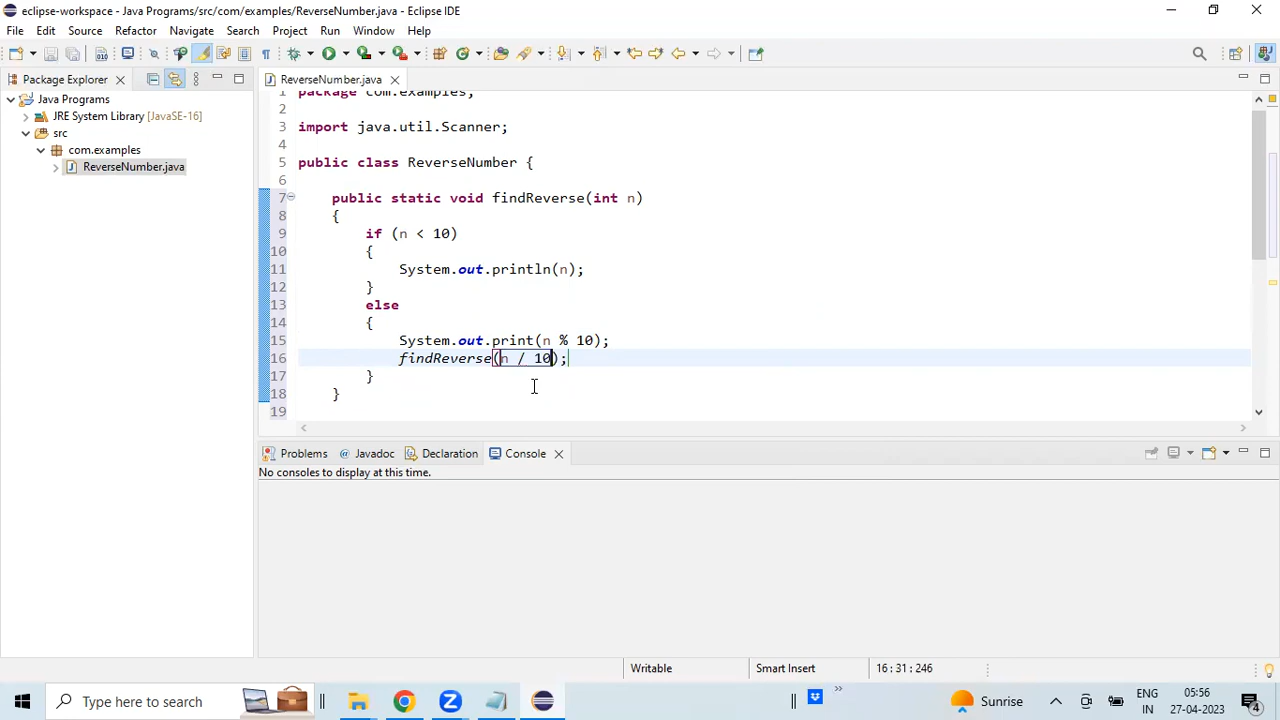 eclipse-workspace - Java Programs/src/com/examples/ReverseNumber.java - Eclipse IDE
File Edit Source Refactor Navigate Search Project Run Window Help
Package Explorer
Java Programs
JRE System Library [JavaSE-16]
src
com.examples
ReverseNumber.java
ReverseNumber.java
1 package com.examples;
2
3 import java.util.Scanner;
4
5 public class ReverseNumber {
6
7 public static void findReverse(int n)
8 {
9 if (n < 10)
10 {
11 System.out.println(n);
12 }
13 else
14 {
15 System.out.print(n % 10);
16 findReverse(n / 10);
17 }
18 }
19
Problems @ Javadoc Declaration Console
No consoles to display at this time.
Writable Smart Insert 16 : 31 : 246
Type here to search
Sunrise
ENG
IN
05:56
27-04-2023
4